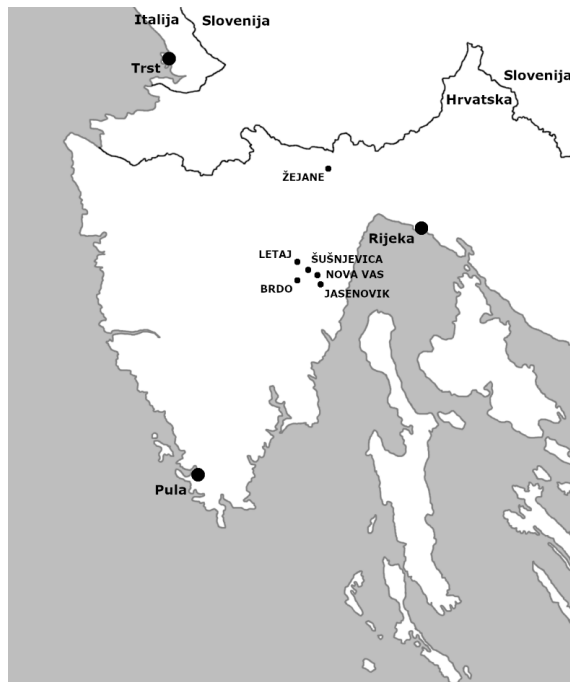 Italija
Slovenija
Trst
Slovenija
Hrvatska
ŽEJANE
Rijeka
LETAJ
ŠUŠNJEVICA
NOVA VAS
BRDO
JASENOVIK
Pula